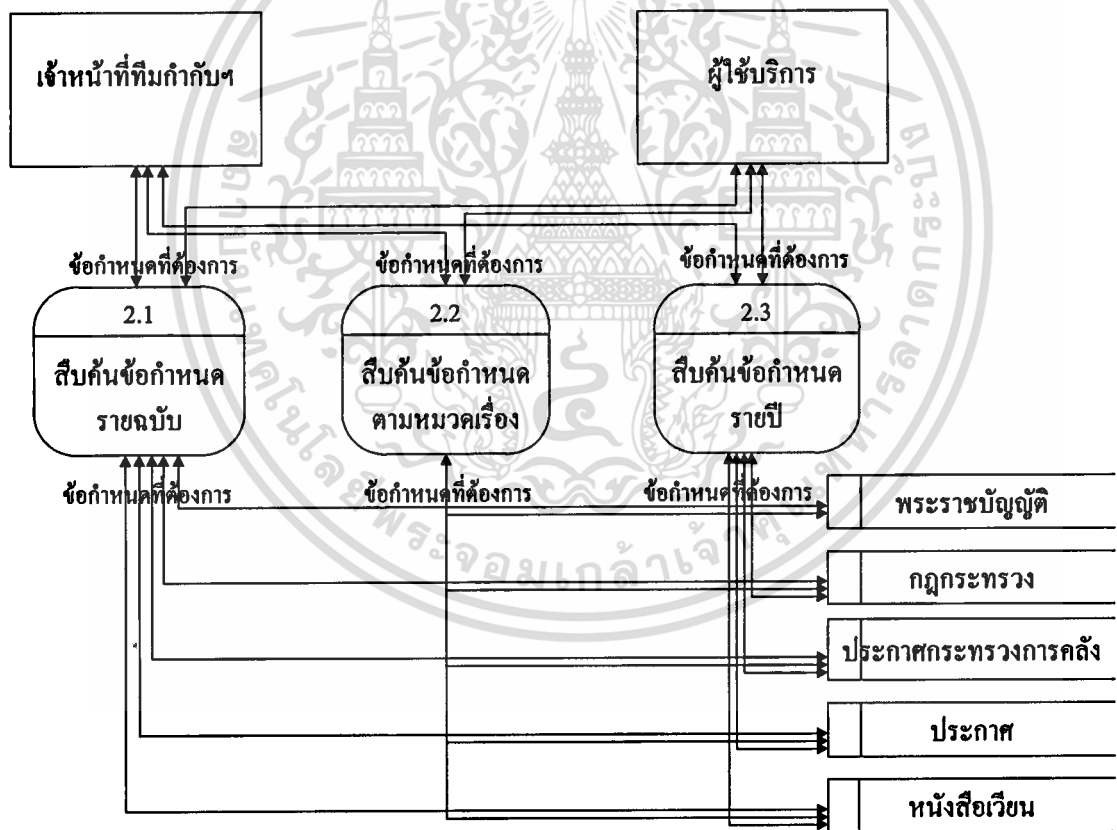 เจ้าหน้าที่ทีมกำกับฯ
ผู้ใช้บริการ
ข้อกำหนดที่ต้องการ
ข้อกำหนดที่ต้องการ
ข้อกำหนดที่ต้องการ
2.1
สืบค้นข้อกำหนด
รายฉบับ
2.2
สืบค้นข้อกำหนด
ตามหมวดเรื่อง
2.3
สืบค้นข้อกำหนด
รายปี
ข้อกำหนดที่ต้องการ
ข้อกำหนดที่ต้องการ
ข้อกำหนดที่ต้องการ
พระราชบัญญัติ
กฎกระทรวง
ประกาศกระทรวงการคลัง
ประกาศ
หนังสือเวียน